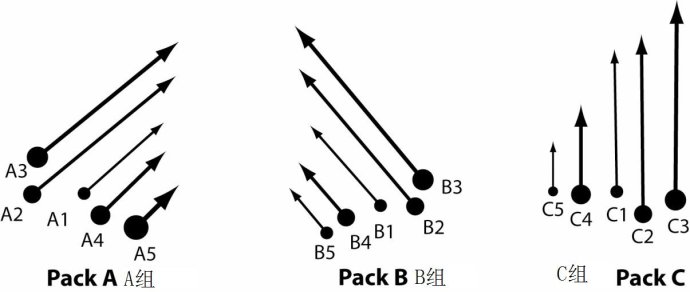 A3
A2
A1
A4
A5
Pack A A组
B3
B1
B2
B4
B5
Pack B B组
C5
C4
C1
C2
C3
C组 Pack C